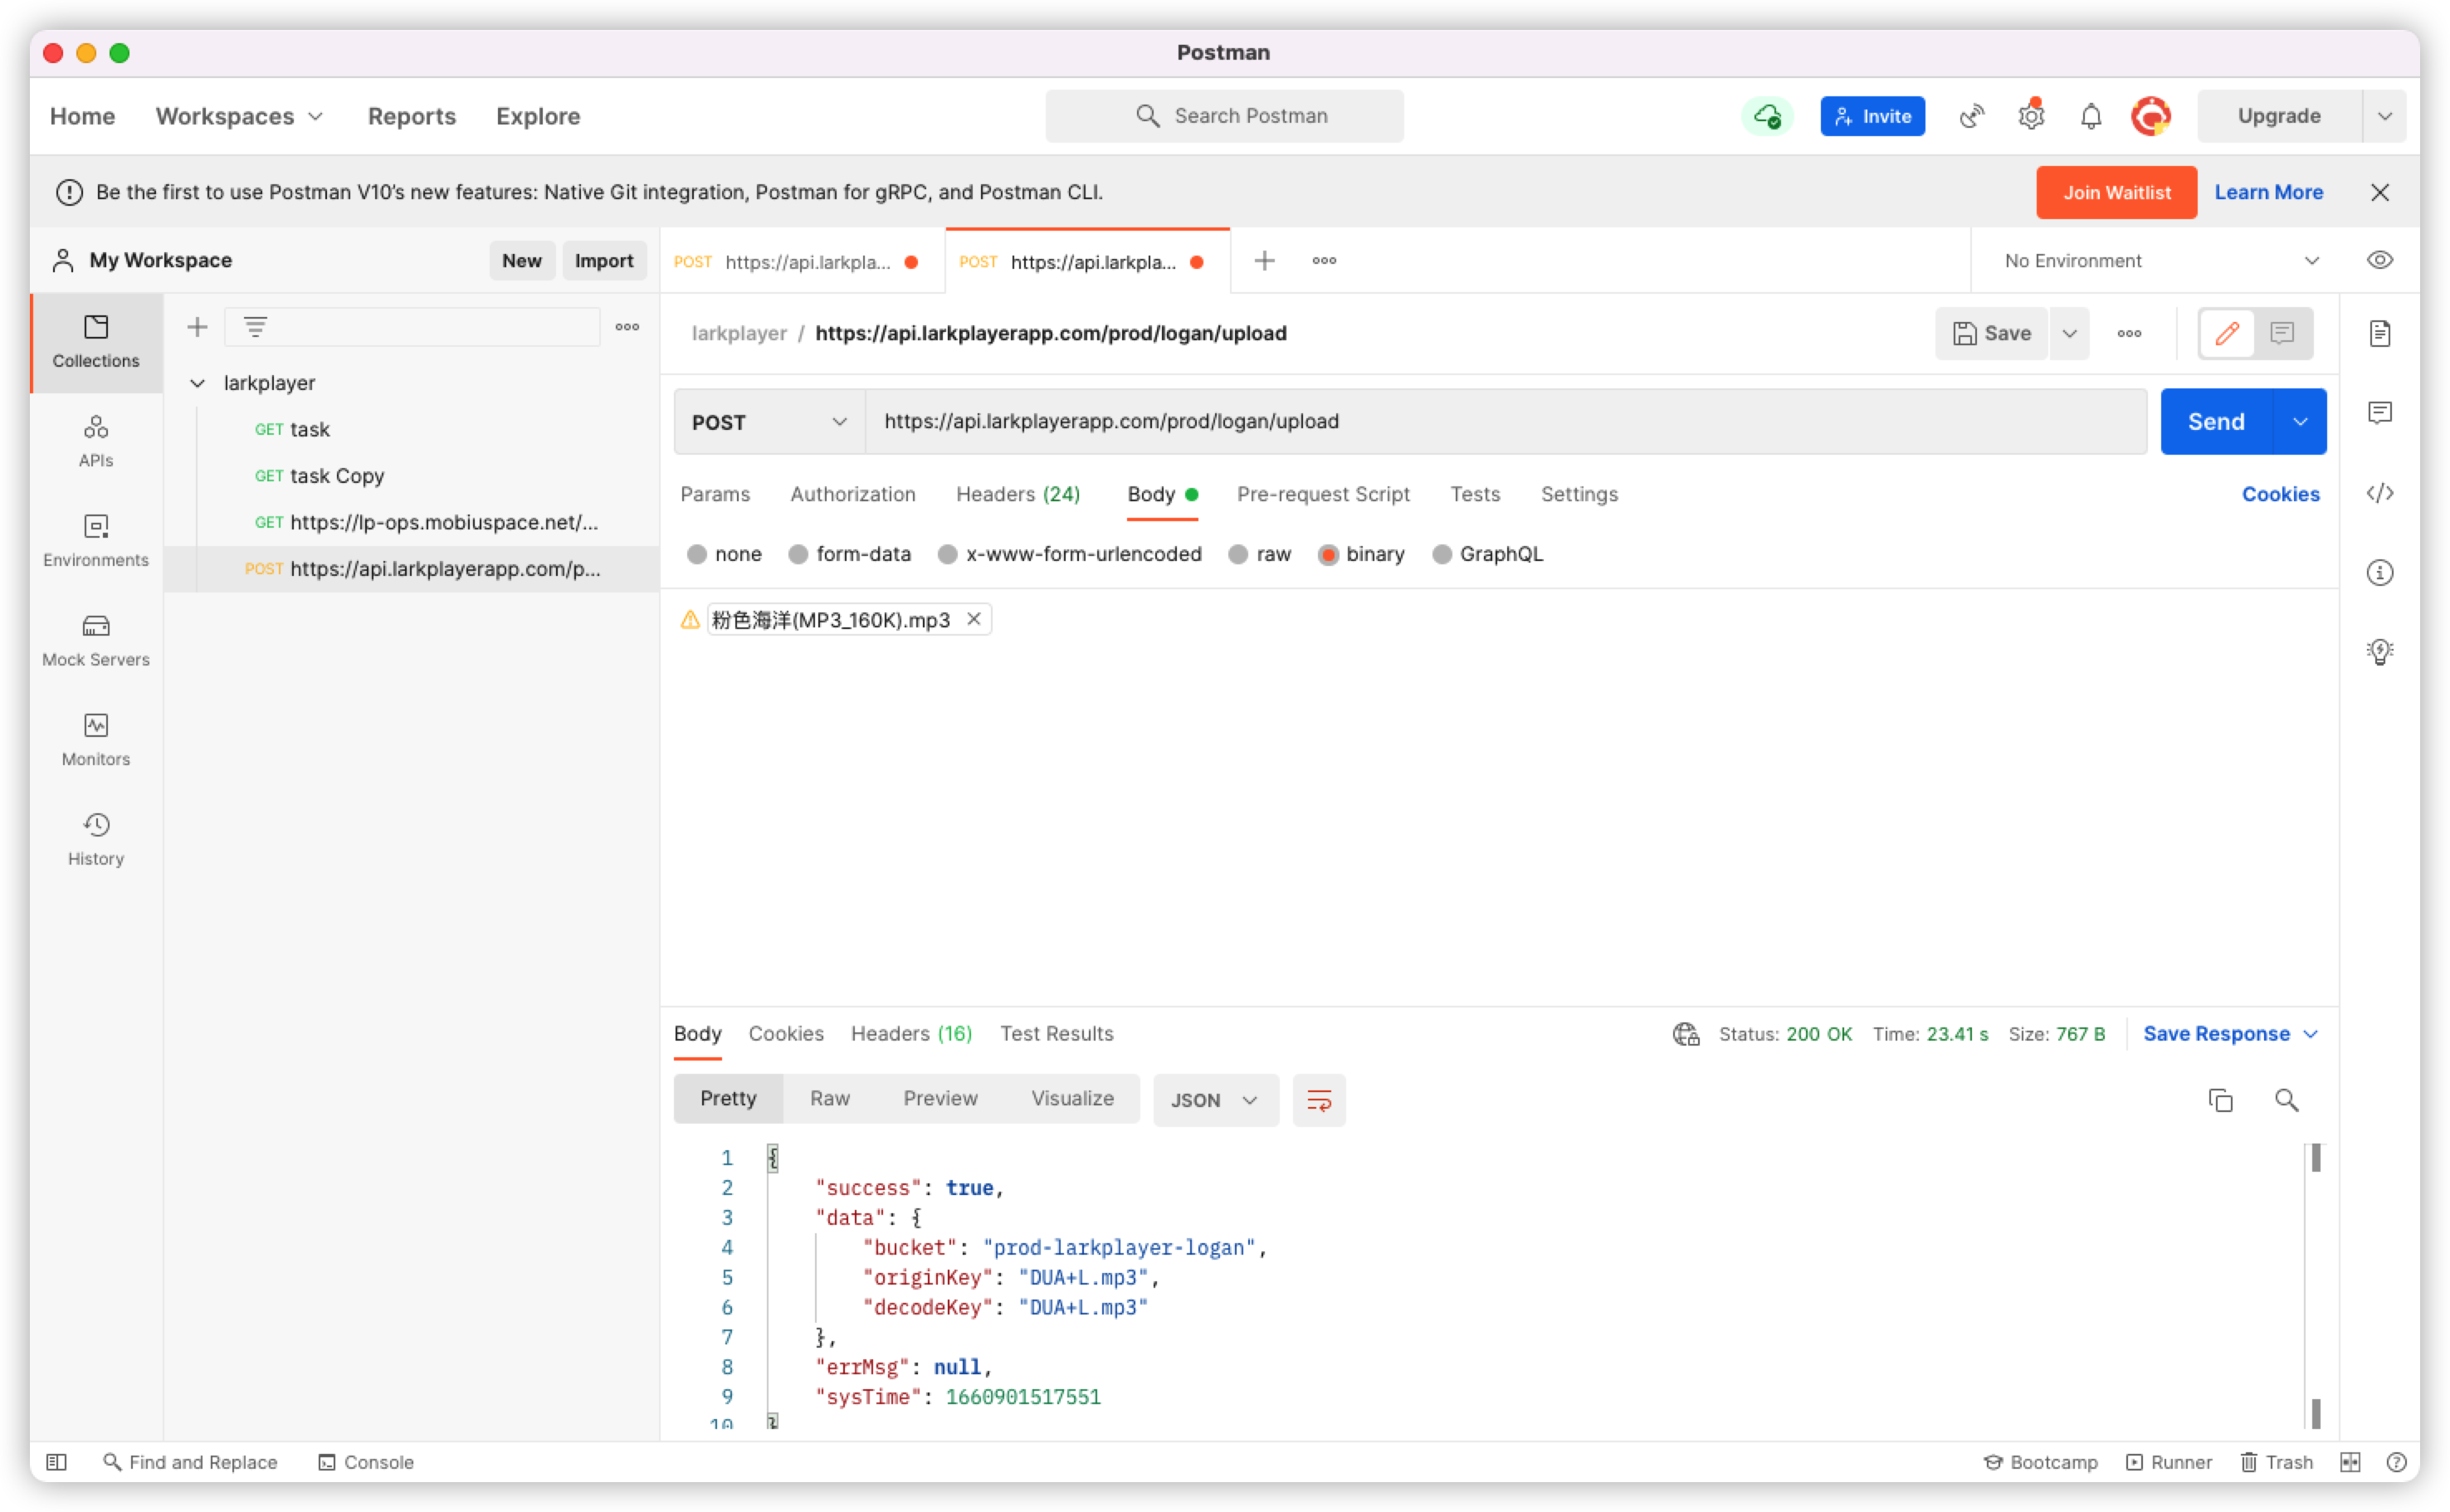 Postman
Home Workspaces Reports Explore Search Postman Invite Upgrade
Be the first to use Postman V10’s new features: Native Git integration, Postman for gRPC, and Postman CLI. Join Waitlist Learn More
My Workspace New Import POST https://api.larkpla... POST https://api.larkpla... No Environment
Collections
APIs
Environments
Mock Servers
Monitors
History
larkplayer
GET task
GET task Copy
GET https://lp-ops.mobiuspace.net/...
POST https://api.larkplayerapp.com/p...
larkplayer / https://api.larkplayerapp.com/prod/logan/upload Save
POST https://api.larkplayerapp.com/prod/logan/upload Send
Params Authorization Headers (24) Body Pre-request Script Tests Settings Cookies
none form-data x-www-form-urlencoded raw binary GraphQL
粉色海洋(MP3_160K).mp3
Body Cookies Headers (16) Test Results Status: 200 OK Time: 23.41 s Size: 767 B Save Response
Pretty Raw Preview Visualize JSON
1 {
2 "success": true,
3 "data": {
4 "bucket": "prod-larkplayer-logan",
5 "originKey": "DUA+L.mp3",
6 "decodeKey": "DUA+L.mp3"
7 },
8 "errMsg": null,
9 "sysTime": 1660901517551
10 }
Find and Replace Console Bootcamp Runner Trash